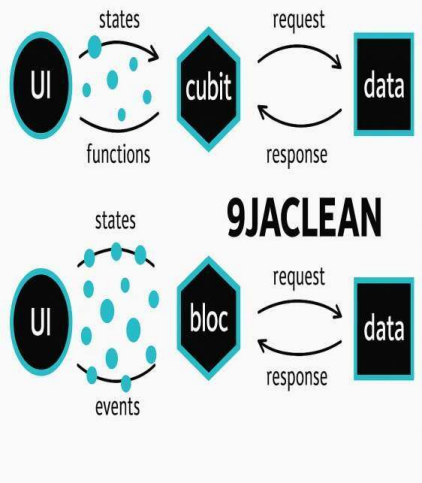 states
request
UI
cubit
data
functions
response
9JACLEAN
states
request
UI
bloc
data
response
events